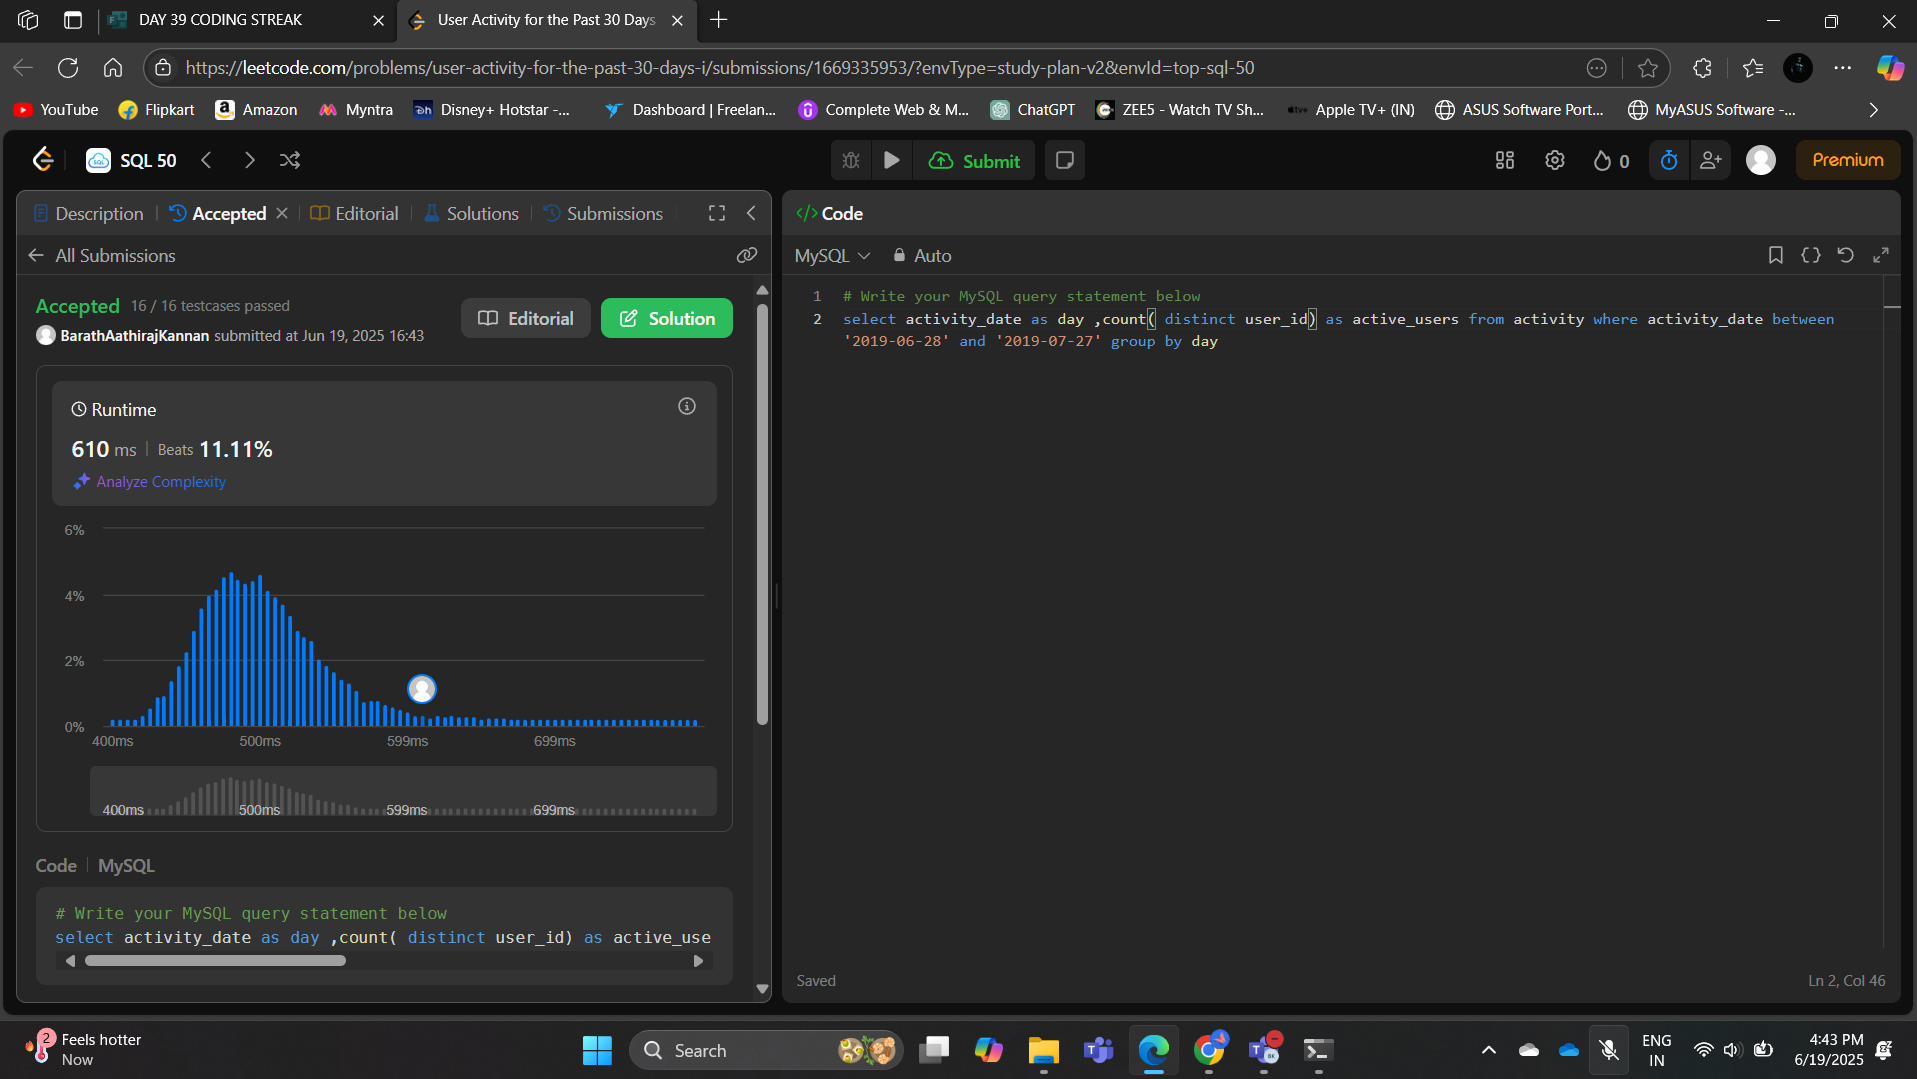 DAY 39 CODING STREAK
User Activity for the Past 30 Days
https://leetcode.com/problems/user-activity-for-the-past-30-days-i/submissions/1669335953/?envType=study-plan-v2&envId=top-sql-50
YouTube
Flipkart
Amazon
Myntra
Disney+ Hotstar -...
Dashboard | Freelan...
Complete Web & M...
ChatGPT
ZEE5 - Watch TV Sh...
Apple TV+ (IN)
ASUS Software Port...
MyASUS Software -...
SQL 50
Submit
0
Premium
Description
Accepted
Editorial
Solutions
Submissions
All Submissions
Accepted 16 / 16 testcases passed
BarathAathirajKannan submitted at Jun 19, 2025 16:43
Editorial
Solution
Runtime
610 ms | Beats 11.11%
Analyze Complexity
6%
4%
2%
0%
400ms 500ms 599ms 699ms
400ms 500ms 599ms 699ms
Code | MySQL
# Write your MySQL query statement below
select activity_date as day ,count( distinct user_id) as active_use
</> Code
MySQL
Auto
1 # Write your MySQL query statement below
2 select activity_date as day ,count( distinct user_id) as active_users from activity where activity_date between
'2019-06-28' and '2019-07-27' group by day
Saved
Ln 2, Col 46
2
Feels hotter
Now
Search
ENG
IN
4:43 PM
6/19/2025